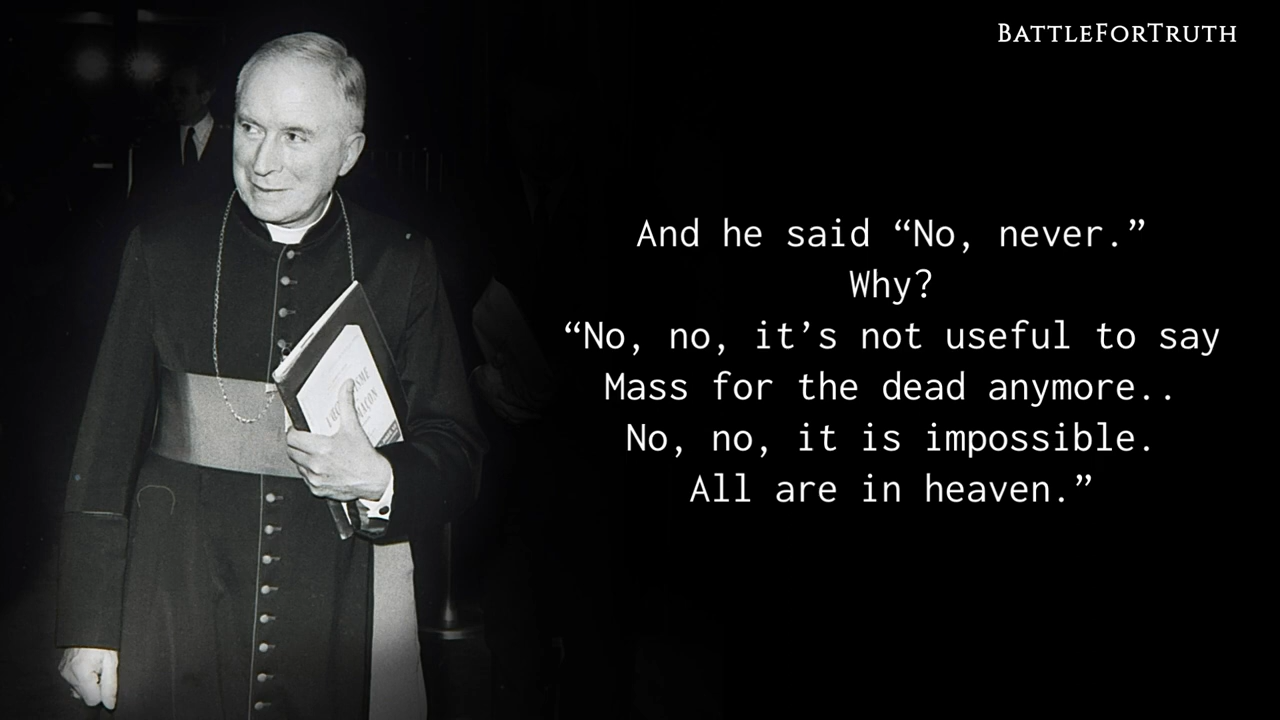 BATTLEFORTRUTH
And he said “No, never.”
Why?
“No, no, it’s not useful to say
Mass for the dead anymore..
No, no, it is impossible.
All are in heaven.”